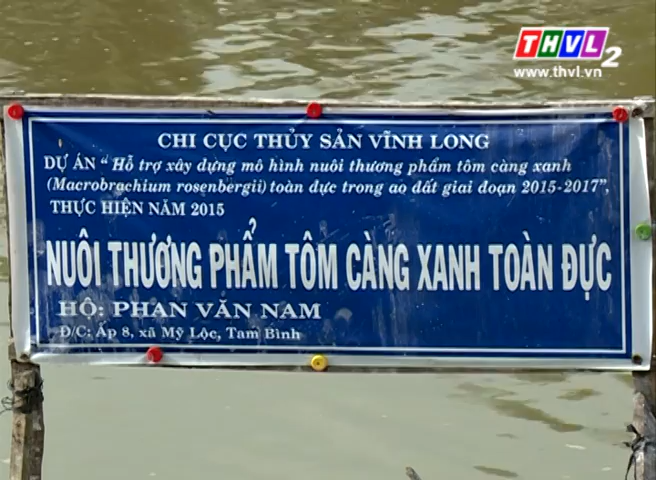 THVL2
www.thvl.vn
CHI CỤC THỦY SẢN VĨNH LONG
DỰ ÁN " Hỗ trợ xây dựng mô hình nuôi thương phẩm tôm càng xanh
(Macrobrachium rosenbergii) toàn đực trong ao đất giai đoạn 2015-2017",
THỰC HIỆN NĂM 2015
NUÔI THƯƠNG PHẨM TÔM CÀNG XANH TOÀN ĐỰC
HỘ: PHAN VĂN NAM
Đ/C: Ấp 8, xã Mỹ Lộc, Tam Bình